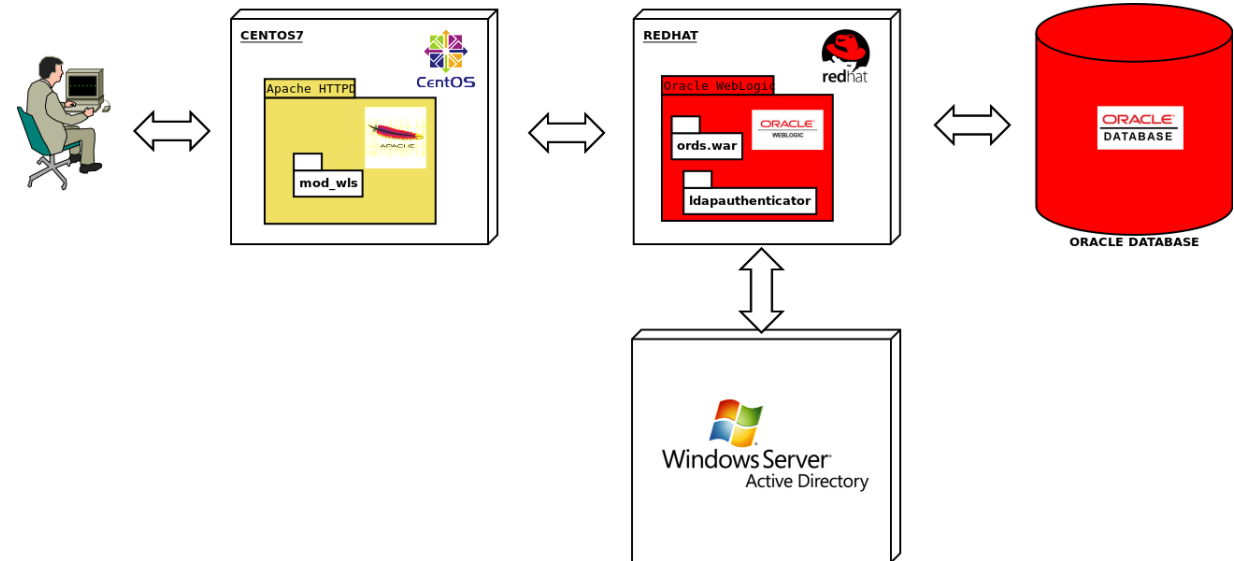 CENTOS7
CentOS
Apache HTTPD
APACHE
mod_wls
REDHAT
redhat
Oracle WebLogic
ORACLE
WEBLOGIC
ords.war
ldapauthenticator
ORACLE
DATABASE
ORACLE DATABASE
Windows Server
Active Directory